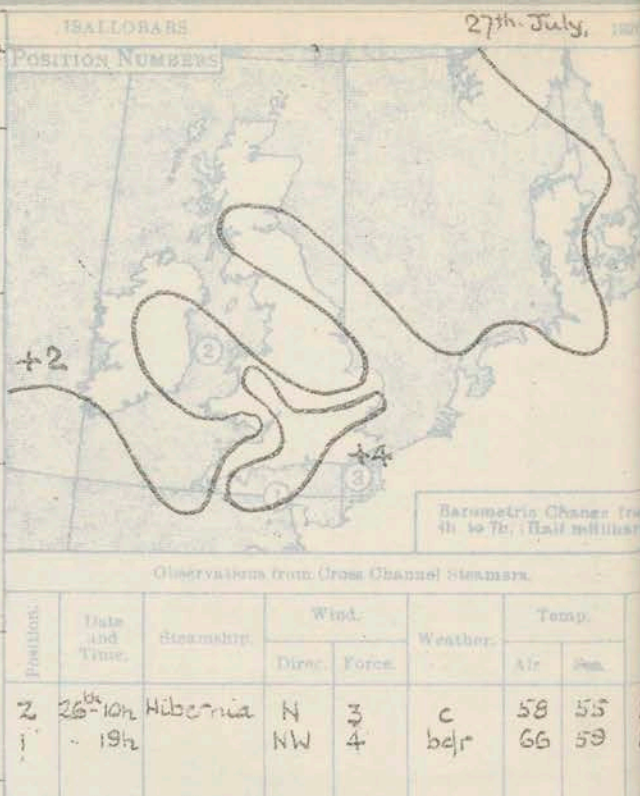 ISALLOBARS
27th July,
POSITION NUMBERS
2
+2
+4
3
1
Barometric Change fro
4h. to 7h. (Half millibar
Observations from Cross Channel Steamers.
Position. Date and Time. Steamship. Wind. Weather. Temp.
Direc. Force. Air Sea.
2 26th 10h Hibernia N 3 c 58 55
1 " 19h NW 4 bc/r 66 59